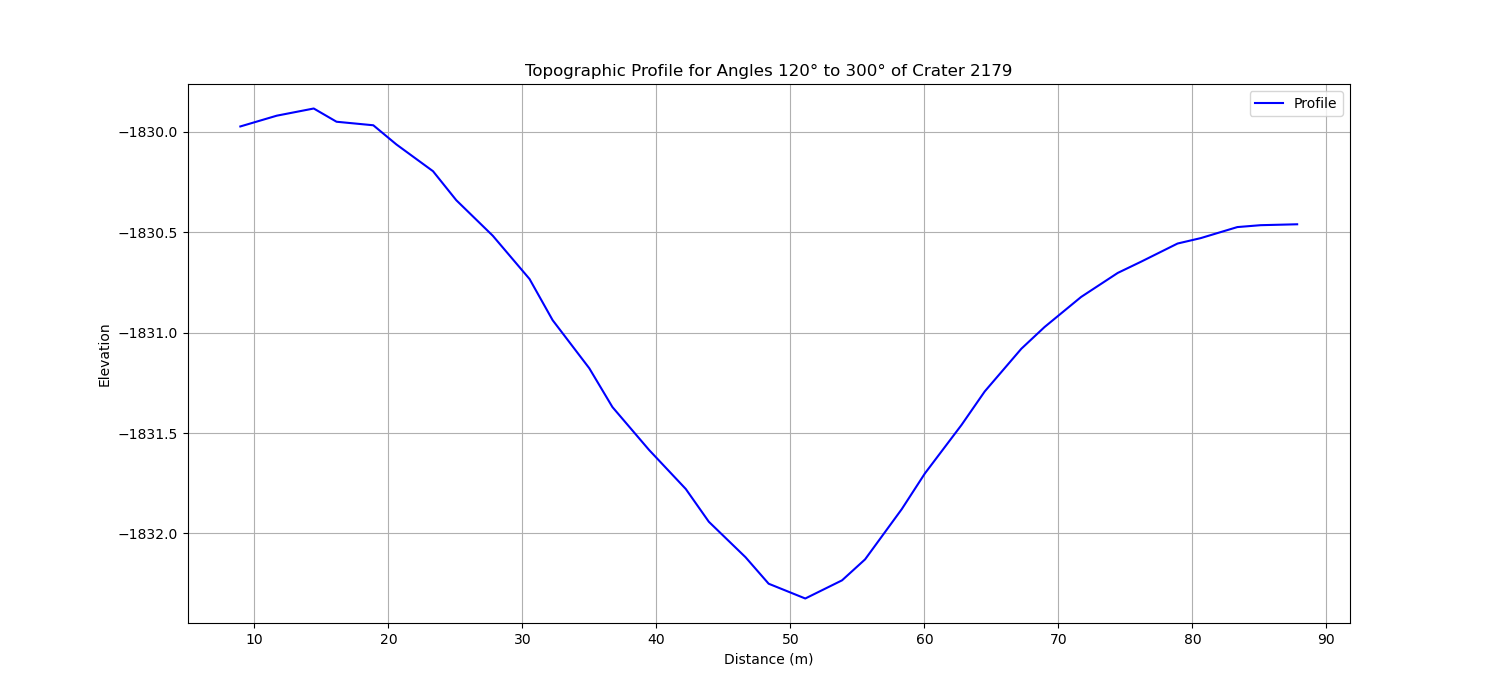 Topographic Profile for Angles 120° to 300° of Crater 2179
Profile
−1830.0
−1830.5
−1831.0
−1831.5
−1832.0
Elevation
10 20 30 40 50 60 70 80 90
Distance (m)